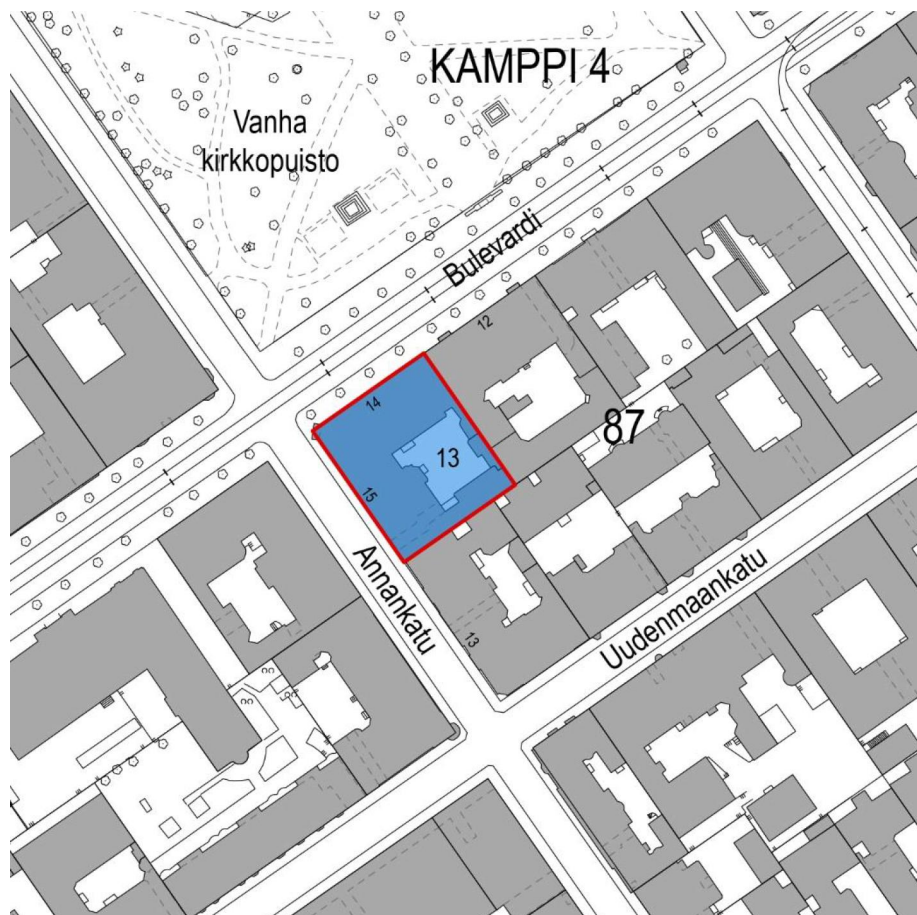 KAMPPI 4
Vanha
kirkkopuisto
Bulevardi
12
14
87
13
15
Annankatu
Uudenmaankatu
13